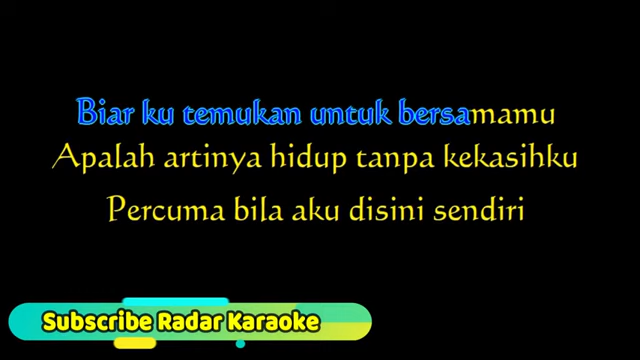 Biar ku temukan untuk bersamamu
Apalah artinya hidup tanpa kekasihku
Percuma bila aku disini sendiri
Subscribe Radar Karaoke